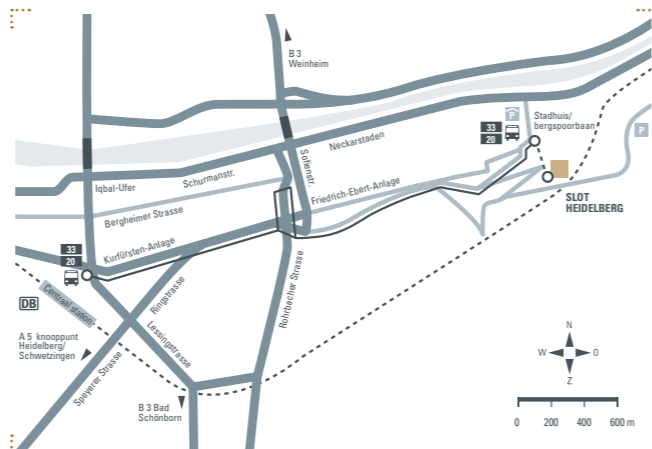 B 3
Weinheim
33
20
P
Stadhuis/
bergspoorbaan
P
Neckarstaden
Sofienstr.
Iqbal-Ufer
Schurmanstr.
Bergheimer Strasse
Friedrich-Ebert-Anlage
SLOT
HEIDELBERG
33
20
Kurfürsten-Anlage
Ringstrasse
Rohrbacher Strasse
DB
Centraal station
Lessingstrasse
A 5 knooppunt
Heidelberg/
Schwetzingen
Speyerer Strasse
B 3 Bad
Schönborn
N
W
O
Z
0 200 400 600 m